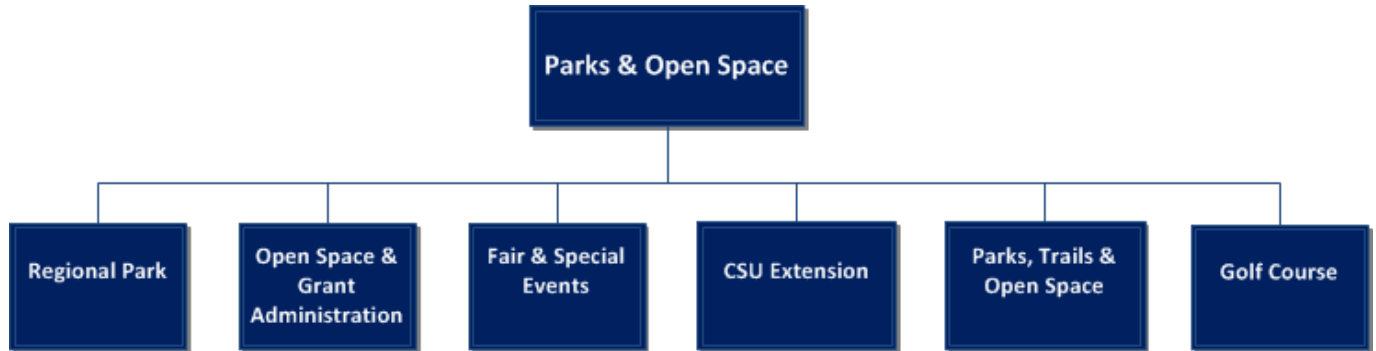 Parks & Open Space
Regional Park
Open Space &
Grant
Administration
Fair & Special
Events
CSU Extension
Parks, Trails &
Open Space
Golf Course